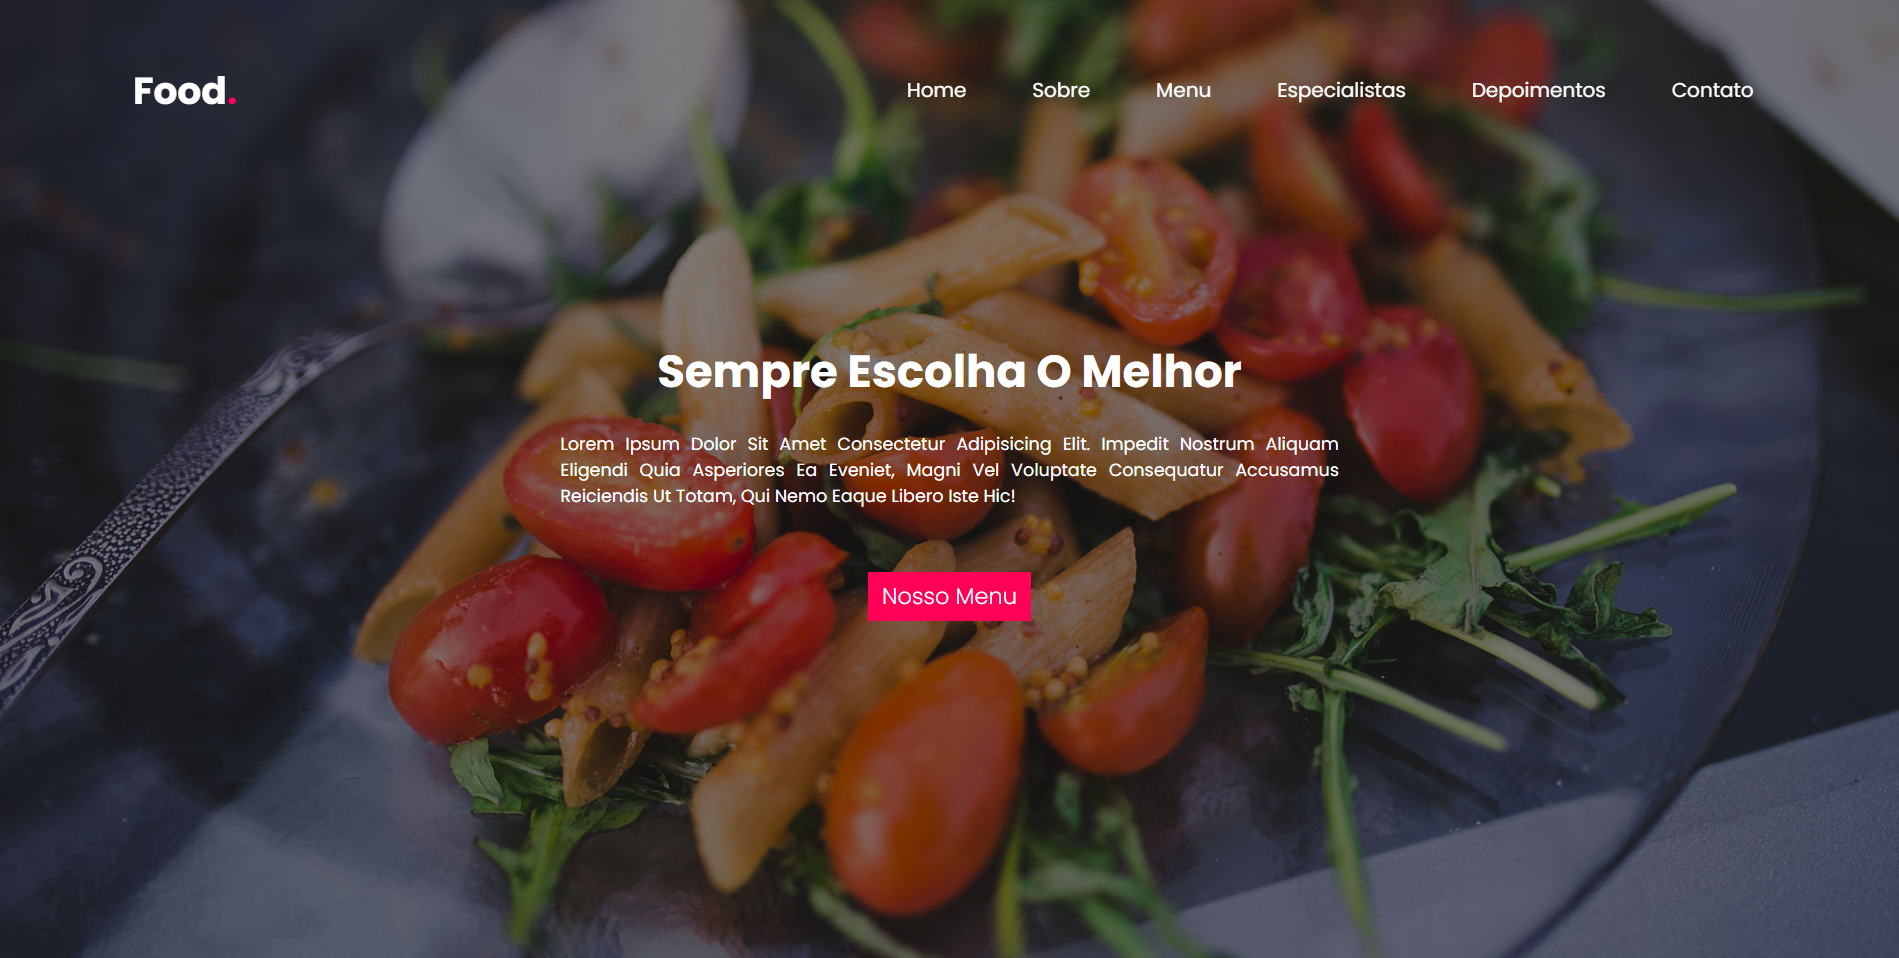 Food.
Home Sobre Menu Especialistas Depoimentos Contato
Sempre Escolha O Melhor
Lorem Ipsum Dolor Sit Amet Consectetur Adipisicing Elit. Impedit Nostrum Aliquam
Eligendi Quia Asperiores Ea Eveniet, Magni Vel Voluptate Consequatur Accusamus
Reiciendis Ut Totam, Qui Nemo Eaque Libero Iste Hic!
Nosso Menu